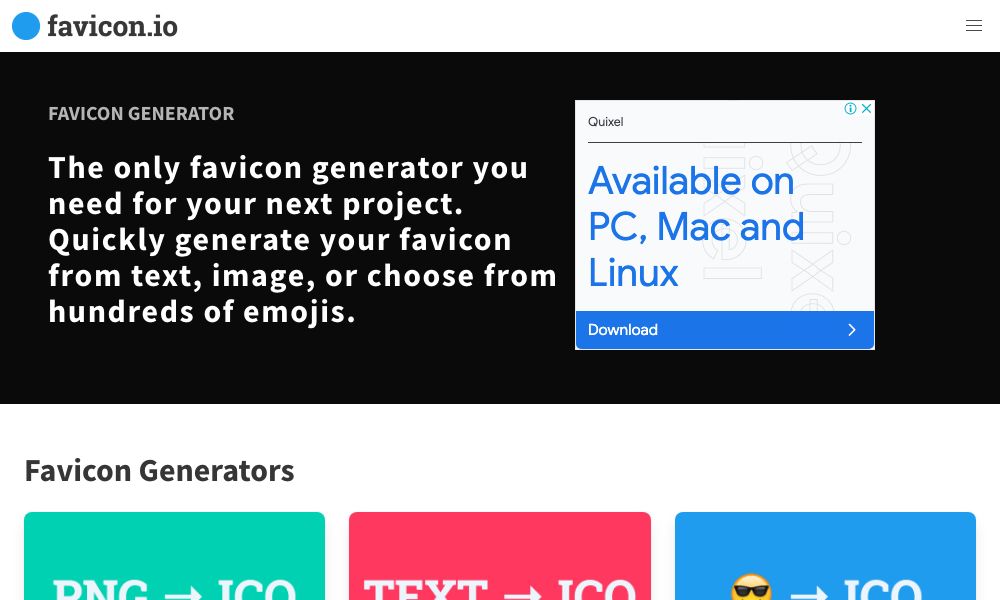 favicon.io
FAVICON GENERATOR
The only favicon generator you
need for your next project.
Quickly generate your favicon
from text, image, or choose from
hundreds of emojis.
Quixel
Available on
PC, Mac and
Linux
Quixel
Download
Favicon Generators
PNG → ICO
TEXT → ICO
😎 → ICO